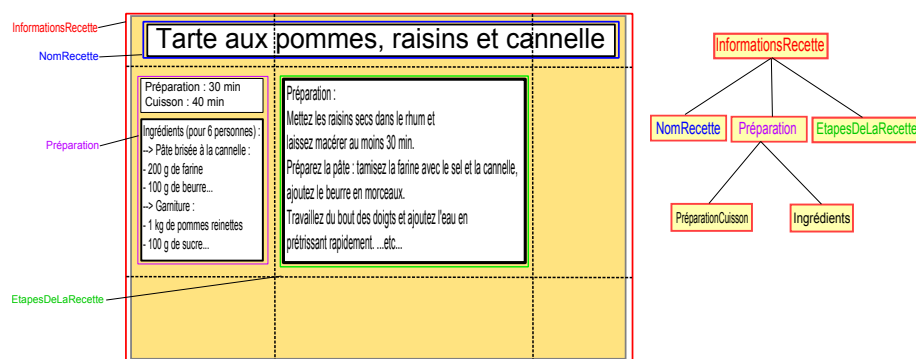 InformationsRecette
NomRecette
Préparation
EtapesDeLaRecette
Tarte aux pommes, raisins et cannelle
Préparation : 30 min
Cuisson : 40 min
Ingrédients (pour 6 personnes) :
--> Pâte brisée à la cannelle :
- 200 g de farine
- 100 g de beurre...
--> Garniture :
- 1 kg de pommes reinettes
- 100 g de sucre...
Préparation :
Mettez les raisins secs dans le rhum et
laissez macérer au moins 30 min.
Préparez la pâte : tamisez la farine avec le sel et la cannelle,
ajoutez le beurre en morceaux.
Travaillez du bout des doigts et ajoutez l'eau en
prétrissant rapidement. ...etc...
InformationsRecette
NomRecette
Préparation
EtapesDeLaRecette
PréparationCuisson
Ingrédients